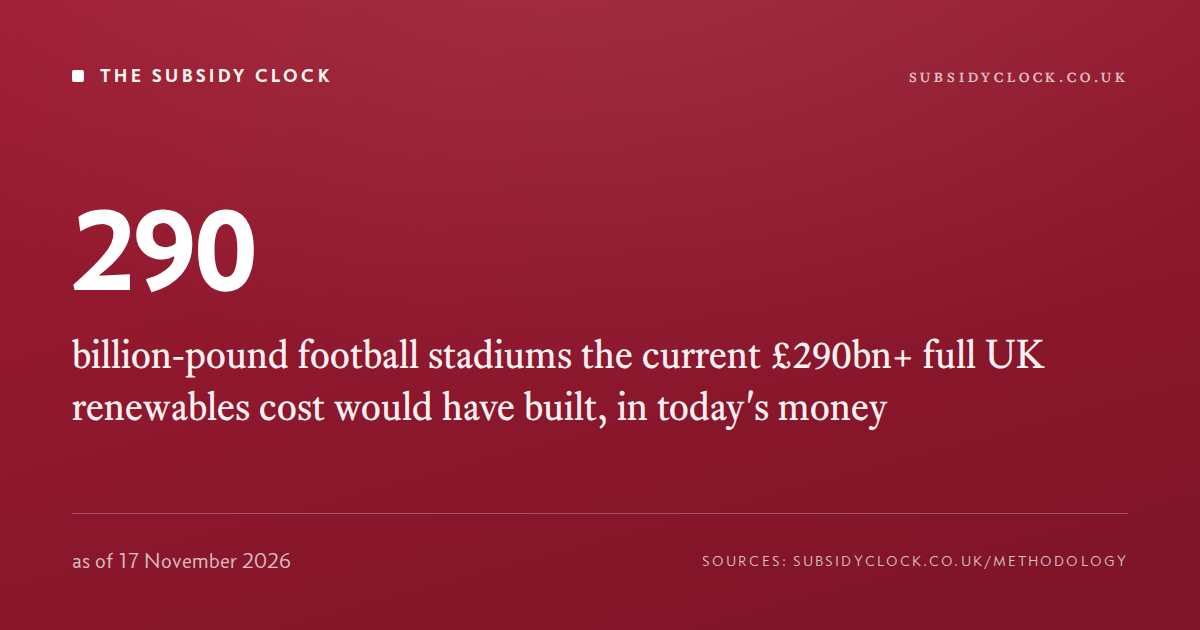 THE SUBSIDY CLOCK
SUBSIDYCLOCK.CO.UK
290
billion-pound football stadiums the current £290bn+ full UK
renewables cost would have built, in today's money
as of 17 November 2026
SOURCES: SUBSIDYCLOCK.CO.UK/METHODOLOGY